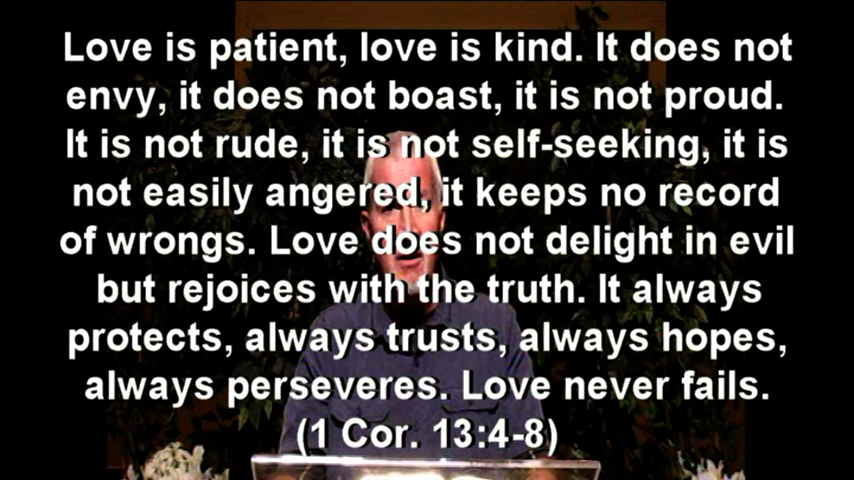 Love is patient, love is kind. It does not
envy, it does not boast, it is not proud.
It is not rude, it is not self-seeking, it is
not easily angered, it keeps no record
of wrongs. Love does not delight in evil
but rejoices with the truth. It always
protects, always trusts, always hopes,
always perseveres. Love never fails.
(1 Cor. 13:4-8)